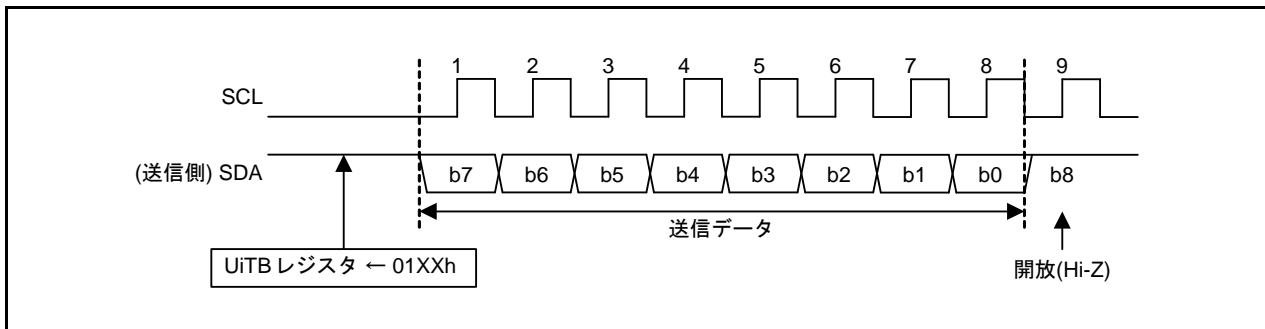 1 2 3 4 5 6 7 8 9
SCL
(送信側) SDA
b7 b6 b5 b4 b3 b2 b1 b0 b8
送信データ
UiTB レジスタ ← 01XXh
開放(Hi-Z)